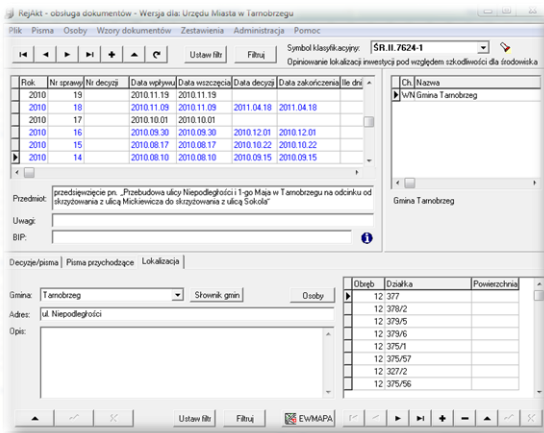 RejAkt - obsługa dokumentów - Wersja dla: Urzędu Miasta w Tarnobrzegu
Plik Pisma Osoby Wzory dokumentów Zestawienia Administracja Pomoc
Ustaw filtr Filtruj Symbol klasyfikacyjny: ŚR.II.7624-1
Opiniowanie lokalizacji inwestycji pod względem szkodliwości dla środowiska
Rok Nr sprawy Nr decyzji Data wpływu Data wszczęcia Data decyzji Data zakończenia Ile dni
2010 19 2010.11.19 2010.11.19
2010 18 2010.11.09 2010.11.09 2011.04.18 2011.04.18
2010 17 2010.10.01 2010.10.01
2010 16 2010.09.30 2010.09.30 2010.12.01 2010.12.01
2010 15 2010.08.17 2010.08.17 2010.10.22 2010.10.22
2010 14 2010.08.10 2010.08.10 2010.09.15 2010.09.15
Ch. Nazwa
WN Gmina Tarnobrzeg
Gmina Tarnobrzeg
Przedmiot: przedsięwzięcie pn. „Przebudowa ulicy Niepodległości i 1-go Maja w Tarnobrzegu na odcinku od
skrzyżowania z ulicą Mickiewicza do skrzyżowania z ulicą Sokola"
Uwagi:
BIP:
Decyzje/pisma Pisma przychodzące Lokalizacja
Gmina: Tarnobrzeg Słownik gmin Osoby
Adres: ul. Niepodległości
Opis:
Obręb Działka Powierzchnia
12 377
12 378/2
12 379/5
12 379/6
12 375/1
12 375/57
12 327/2
12 375/56
Ustaw filtr Filtruj EWMAPA